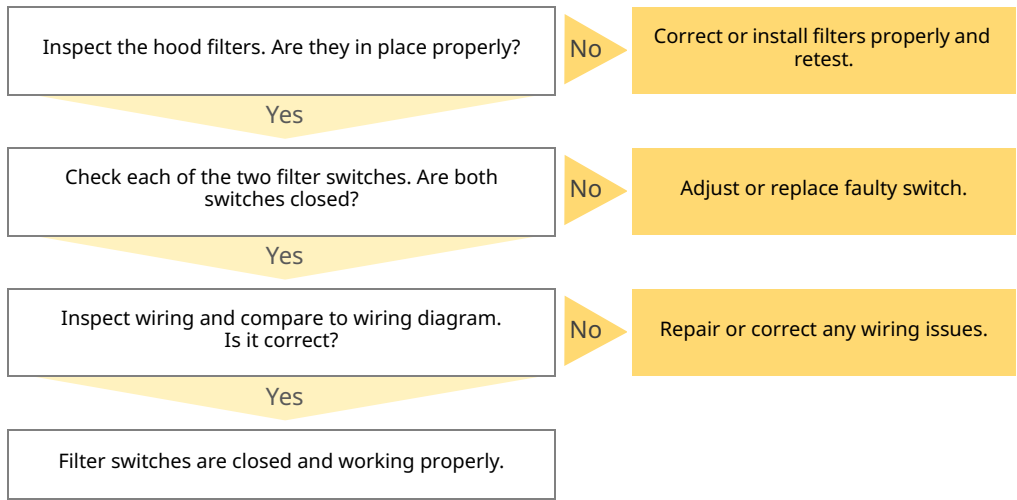 Inspect the hood filters. Are they in place properly?
No
Correct or install filters properly and
retest.
Yes
Check each of the two filter switches. Are both
switches closed?
No
Adjust or replace faulty switch.
Yes
Inspect wiring and compare to wiring diagram.
Is it correct?
No
Repair or correct any wiring issues.
Yes
Filter switches are closed and working properly.